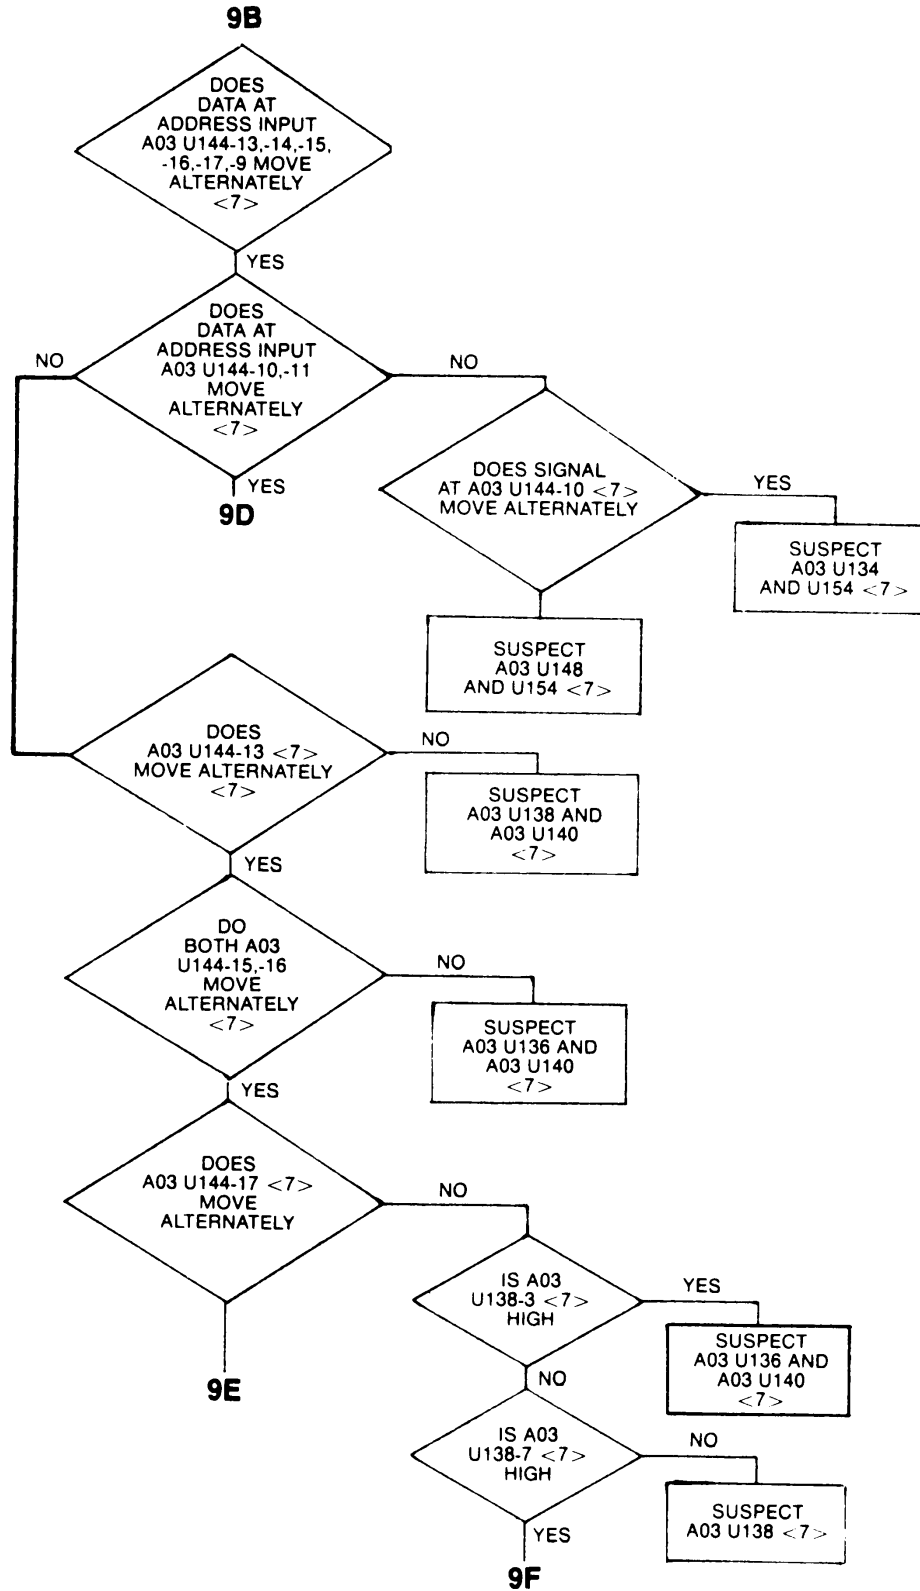 9B
DOES
DATA AT
ADDRESS INPUT
A03 U144-13,-14,-15,
-16,-17,-9 MOVE
ALTERNATELY
<7>
YES
DOES
DATA AT
ADDRESS INPUT
A03 U144-10,-11
MOVE
ALTERNATELY
<7>
NO
NO
YES
9D
DOES SIGNAL
AT A03 U144-10 <7>
MOVE ALTERNATELY
YES
SUSPECT
A03 U134
AND U154 <7>
SUSPECT
A03 U148
AND U154 <7>
DOES
A03 U144-13 <7>
MOVE ALTERNATELY
<7>
NO
SUSPECT
A03 U138 AND
A03 U140
<7>
YES
DO
BOTH A03
U144-15,-16
MOVE
ALTERNATELY
<7>
NO
SUSPECT
A03 U136 AND
A03 U140
<7>
YES
DOES
A03 U144-17 <7>
MOVE
ALTERNATELY
NO
9E
IS A03
U138-3 <7>
HIGH
YES
SUSPECT
A03 U136 AND
A03 U140
<7>
NO
IS A03
U138-7 <7>
HIGH
NO
SUSPECT
A03 U138 <7>
YES
9F